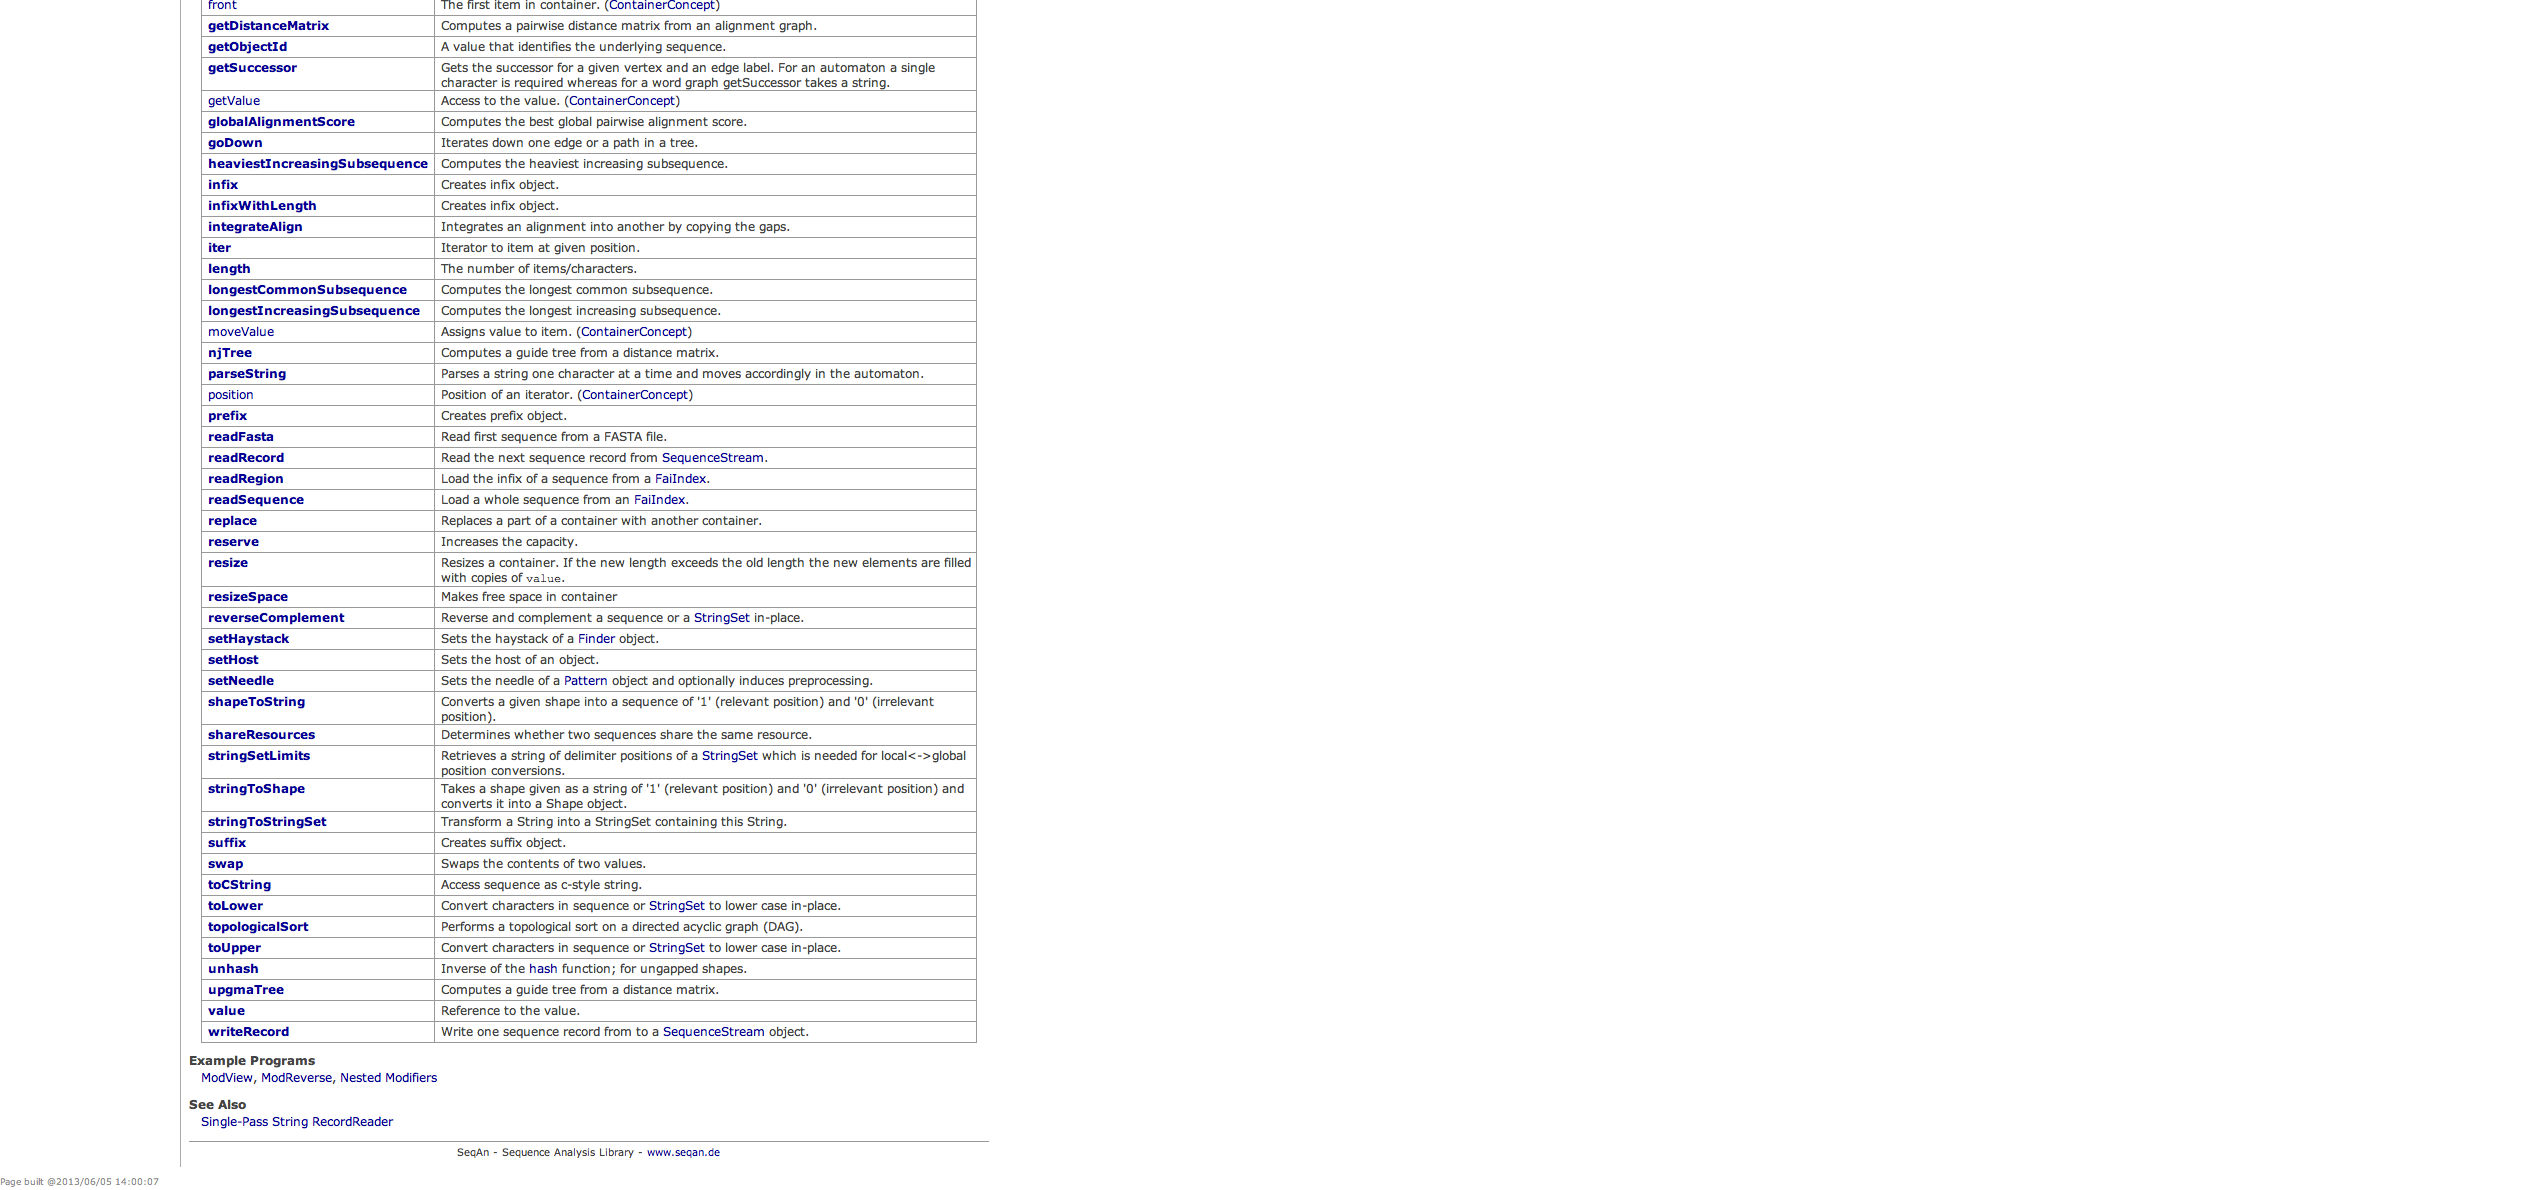 front The first item in container. (ContainerConcept)
getDistanceMatrix Computes a pairwise distance matrix from an alignment graph.
getObjectId A value that identifies the underlying sequence.
getSuccessor Gets the successor for a given vertex and an edge label. For an automaton a single
character is required whereas for a word graph getSuccessor takes a string.
getValue Access to the value. (ContainerConcept)
globalAlignmentScore Computes the best global pairwise alignment score.
goDown Iterates down one edge or a path in a tree.
heaviestIncreasingSubsequence Computes the heaviest increasing subsequence.
infix Creates infix object.
infixWithLength Creates infix object.
integrateAlign Integrates an alignment into another by copying the gaps.
iter Iterator to item at given position.
length The number of items/characters.
longestCommonSubsequence Computes the longest common subsequence.
longestIncreasingSubsequence Computes the longest increasing subsequence.
moveValue Assigns value to item. (ContainerConcept)
njTree Computes a guide tree from a distance matrix.
parseString Parses a string one character at a time and moves accordingly in the automaton.
position Position of an iterator. (ContainerConcept)
prefix Creates prefix object.
readFasta Read first sequence from a FASTA file.
readRecord Read the next sequence record from SequenceStream.
readRegion Load the infix of a sequence from a FaiIndex.
readSequence Load a whole sequence from an FaiIndex.
replace Replaces a part of a container with another container.
reserve Increases the capacity.
resize Resizes a container. If the new length exceeds the old length the new elements are filled
with copies of value.
resizeSpace Makes free space in container
reverseComplement Reverse and complement a sequence or a StringSet in-place.
setHaystack Sets the haystack of a Finder object.
setHost Sets the host of an object.
setNeedle Sets the needle of a Pattern object and optionally induces preprocessing.
shapeToString Converts a given shape into a sequence of '1' (relevant position) and '0' (irrelevant
position).
shareResources Determines whether two sequences share the same resource.
stringSetLimits Retrieves a string of delimiter positions of a StringSet which is needed for local<->global
position conversions.
stringToShape Takes a shape given as a string of '1' (relevant position) and '0' (irrelevant position) and
converts it into a Shape object.
stringToStringSet Transform a String into a StringSet containing this String.
suffix Creates suffix object.
swap Swaps the contents of two values.
toCString Access sequence as c-style string.
toLower Convert characters in sequence or StringSet to lower case in-place.
topologicalSort Performs a topological sort on a directed acyclic graph (DAG).
toUpper Convert characters in sequence or StringSet to lower case in-place.
unhash Inverse of the hash function; for ungapped shapes.
upgmaTree Computes a guide tree from a distance matrix.
value Reference to the value.
writeRecord Write one sequence record from to a SequenceStream object.
Example Programs
ModView, ModReverse, Nested Modifiers
See Also
Single-Pass String RecordReader
SeqAn - Sequence Analysis Library - www.seqan.de
Page built @2013/06/05 14:00:07